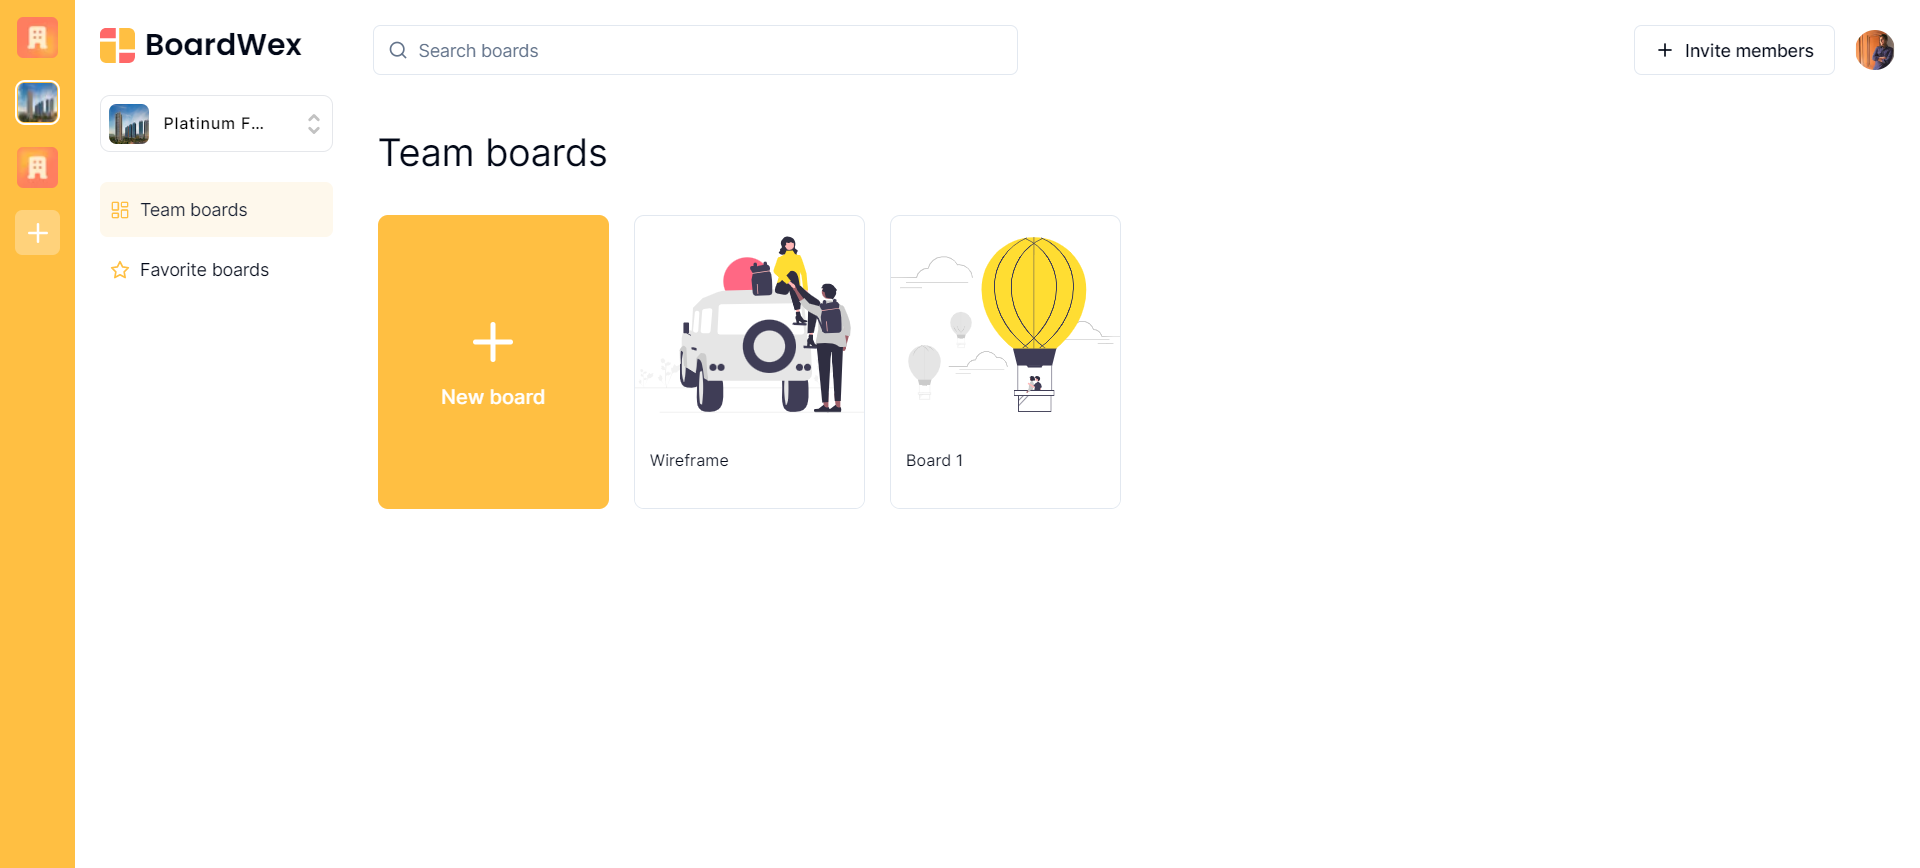 BoardWex
Search boards
Invite members
Platinum F...
Team boards
Favorite boards
Team boards
New board
Wireframe
Board 1